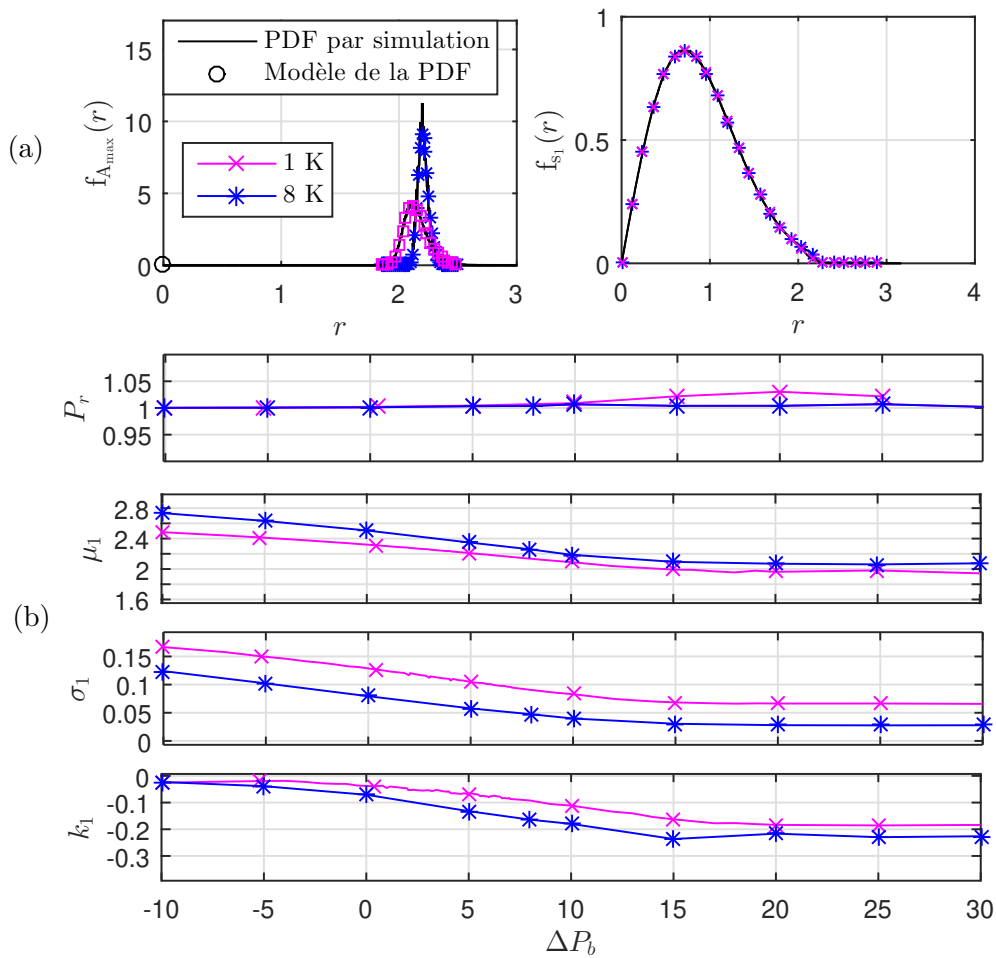 (a)
f_{A_max}(r)
15
10
5
0
PDF par simulation
Modèle de la PDF
1 K
8 K
0 1 2 3
r
f_{s_1}(r)
1
0.5
0
0 1 2 3 4
r
(b)
P_r
1.05
1
0.95
μ_1
2.8
2.4
2
1.6
σ_1
0.15
0.1
0.05
0
k_1
0
-0.1
-0.2
-0.3
-10 -5 0 5 10 15 20 25 30
ΔP_b